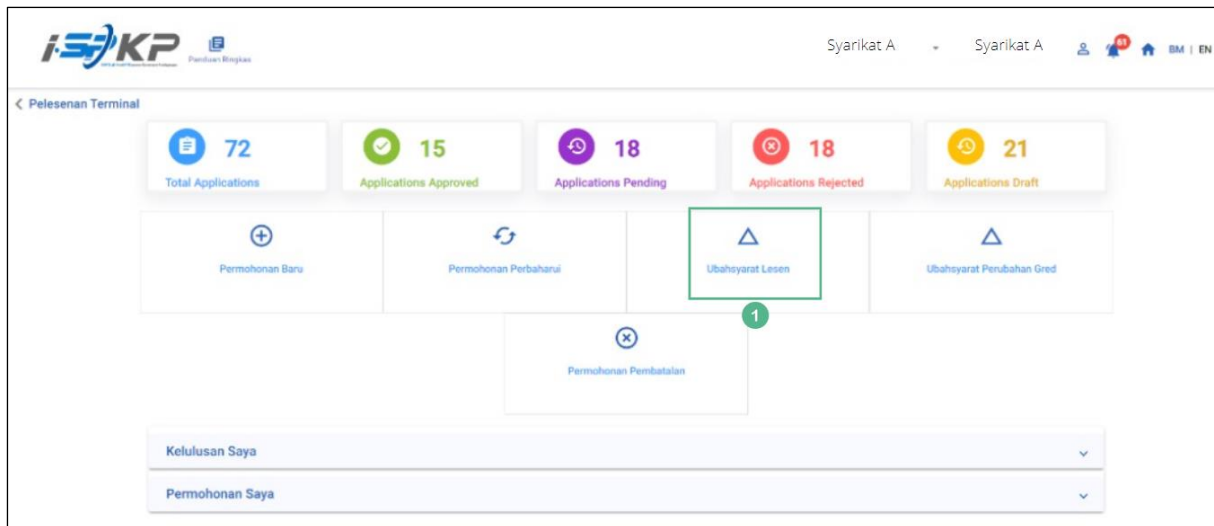 i-SPKP
Panduan Ringkas
Syarikat A
Syarikat A
61
BM | EN
Pelesenan Terminal
72
Total Applications
15
Applications Approved
18
Applications Pending
18
Applications Rejected
21
Applications Draft
Permohonan Baru
Permohonan Perbaharui
Ubahsyarat Lesen
Ubahsyarat Perubahan Gred
1
Permohonan Pembatalan
Kelulusan Saya
Permohonan Saya